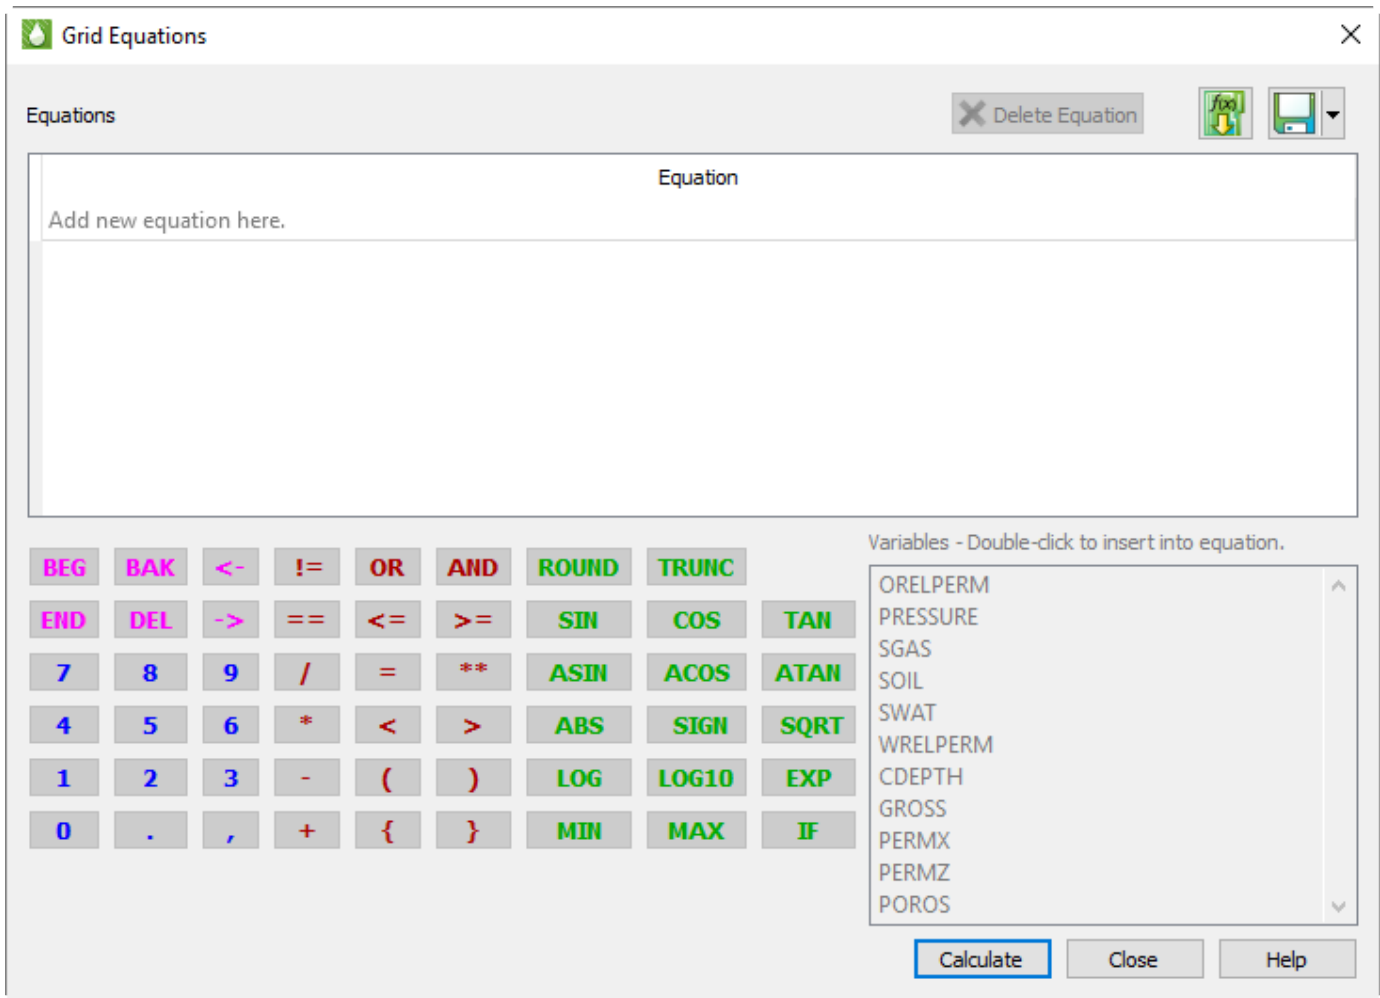 Grid Equations
Equations
Delete Equation
f(x)
Equation
Add new equation here.
Variables - Double-click to insert into equation.
BEG BAK <- != OR AND ROUND TRUNC
END DEL -> == <= >= SIN COS TAN
7 8 9 / = ** ASIN ACOS ATAN
4 5 6 * < > ABS SIGN SQRT
1 2 3 - ( ) LOG LOG10 EXP
0 . , + { } MIN MAX IF
ORELPERM
PRESSURE
SGAS
SOIL
SWAT
WRELPERM
CDEPTH
GROSS
PERMX
PERMZ
POROS
Calculate Close Help